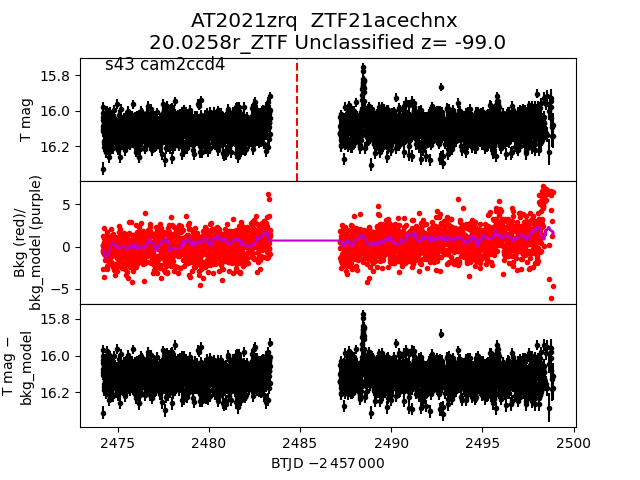 AT2021zrq  ZTF21acechnx
20.0258r_ZTF Unclassified z= -99.0
s43 cam2ccd4
15.8
16.0
16.2
T mag
5
0
−5
Bkg (red)/
bkg_model (purple)
15.8
16.0
16.2
T mag −
bkg_model
2475 2480 2485 2490 2495 2500
BTJD −2 457 000